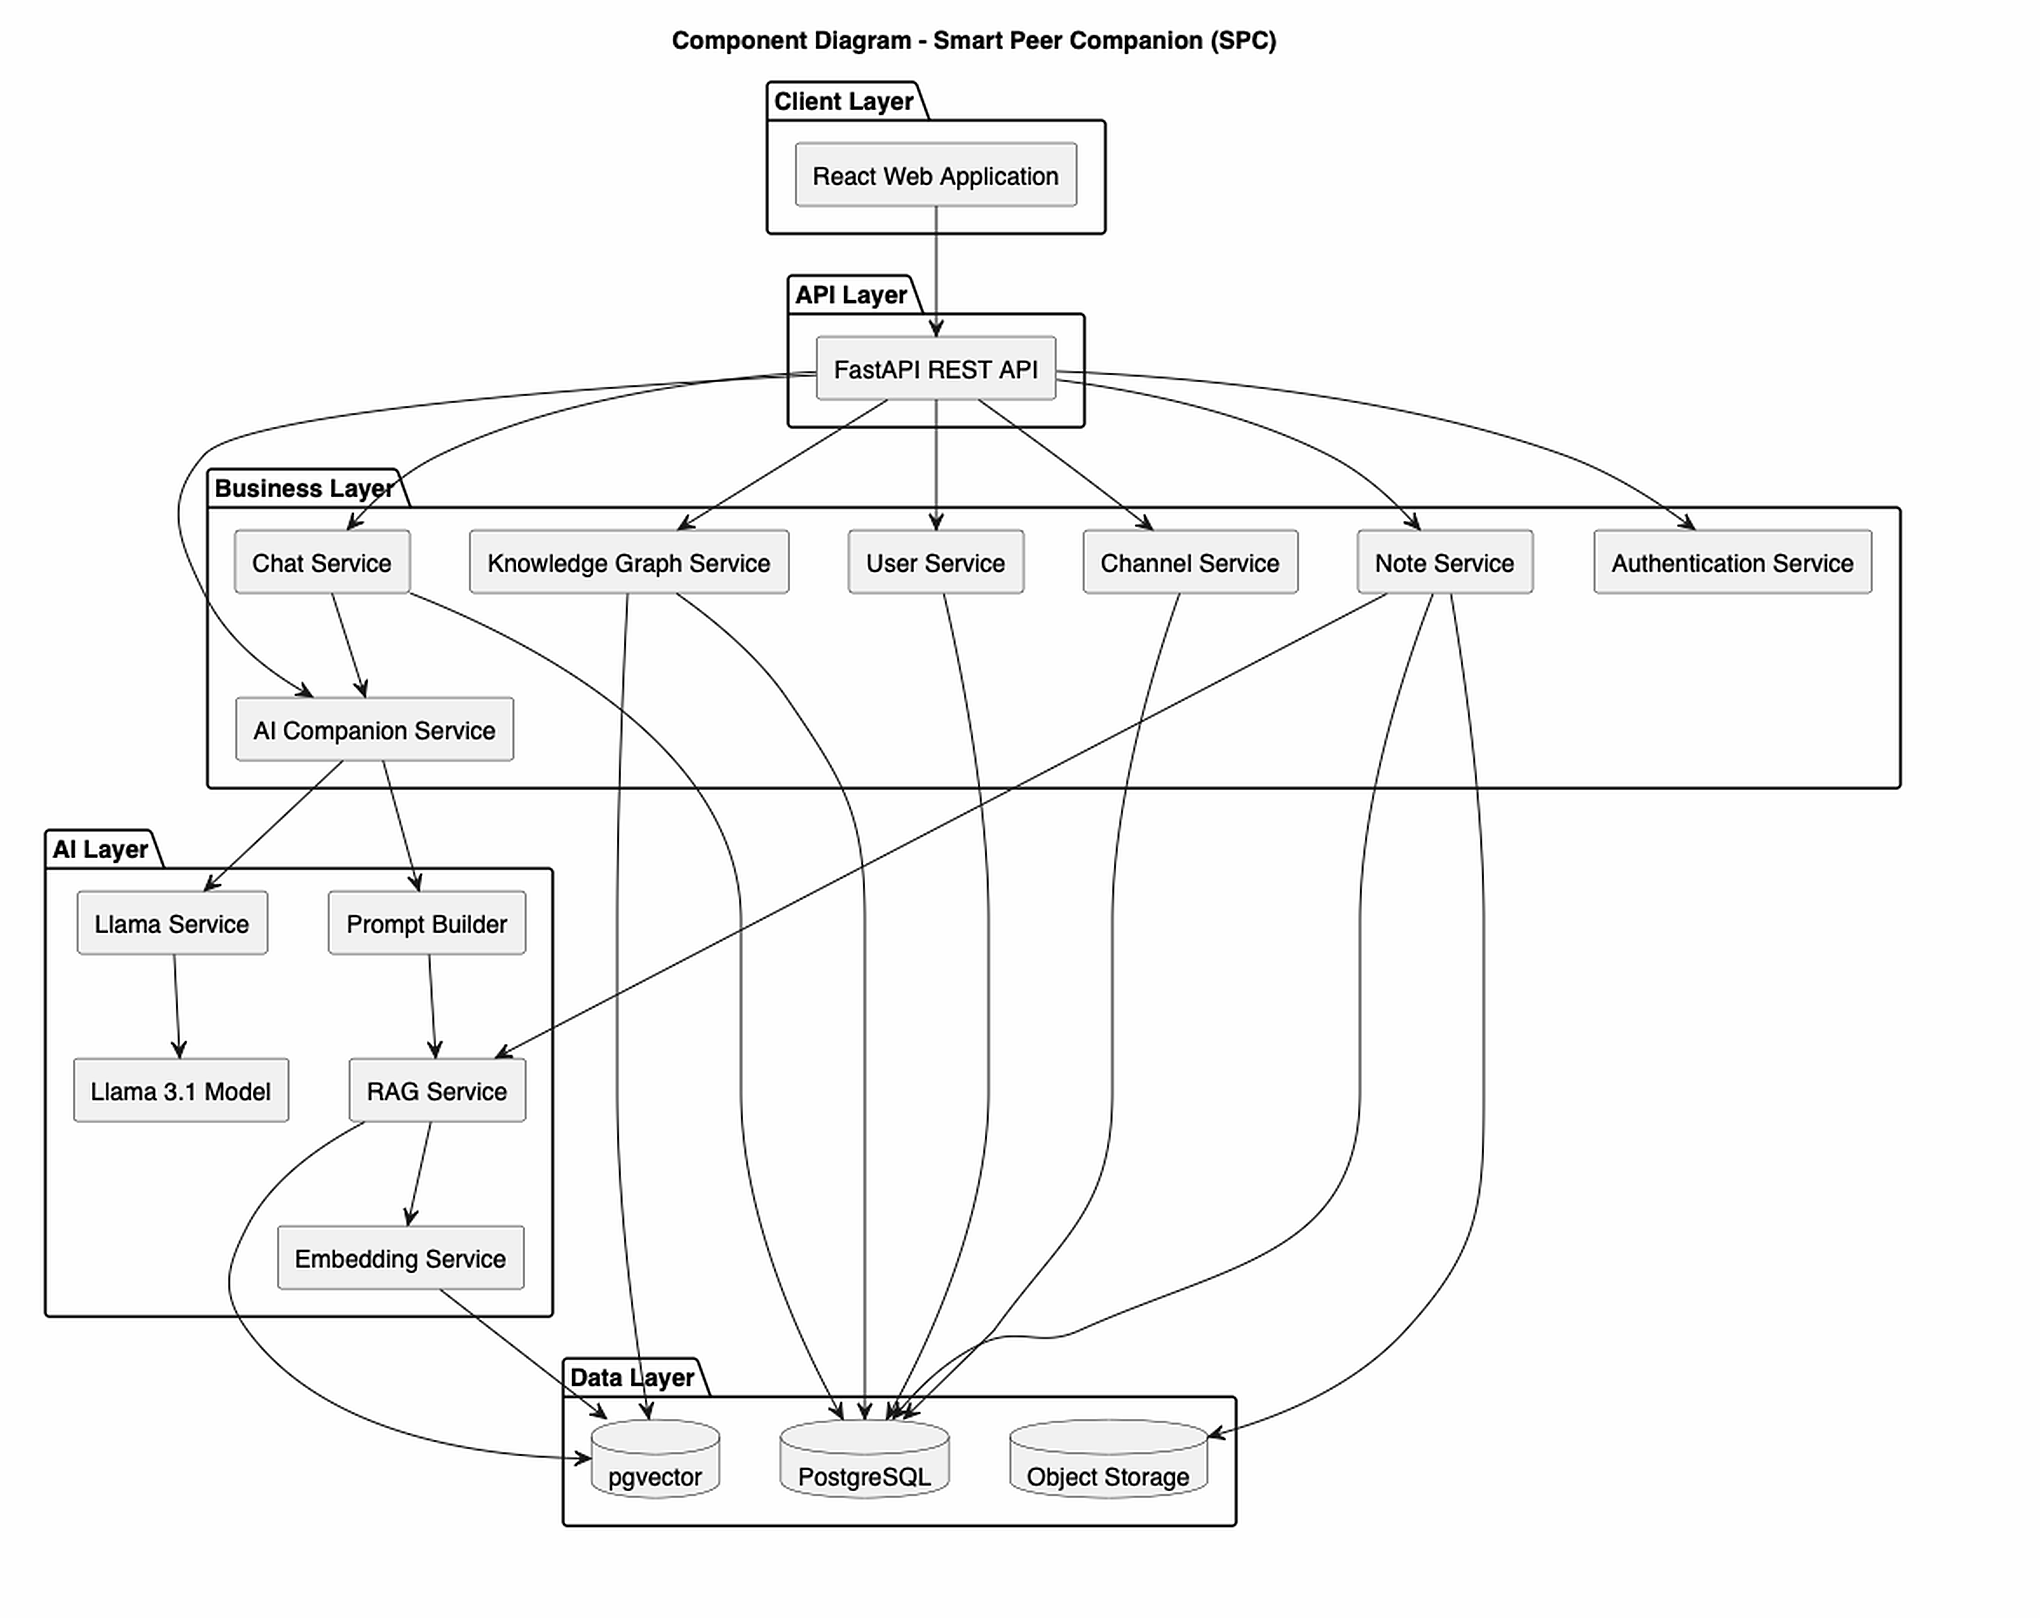 Component Diagram - Smart Peer Companion (SPC)
Client Layer
React Web Application
API Layer
FastAPI REST API
Business Layer
Chat Service
Knowledge Graph Service
User Service
Channel Service
Note Service
Authentication Service
AI Companion Service
AI Layer
Llama Service
Prompt Builder
Llama 3.1 Model
RAG Service
Embedding Service
Data Layer
pgvector
PostgreSQL
Object Storage